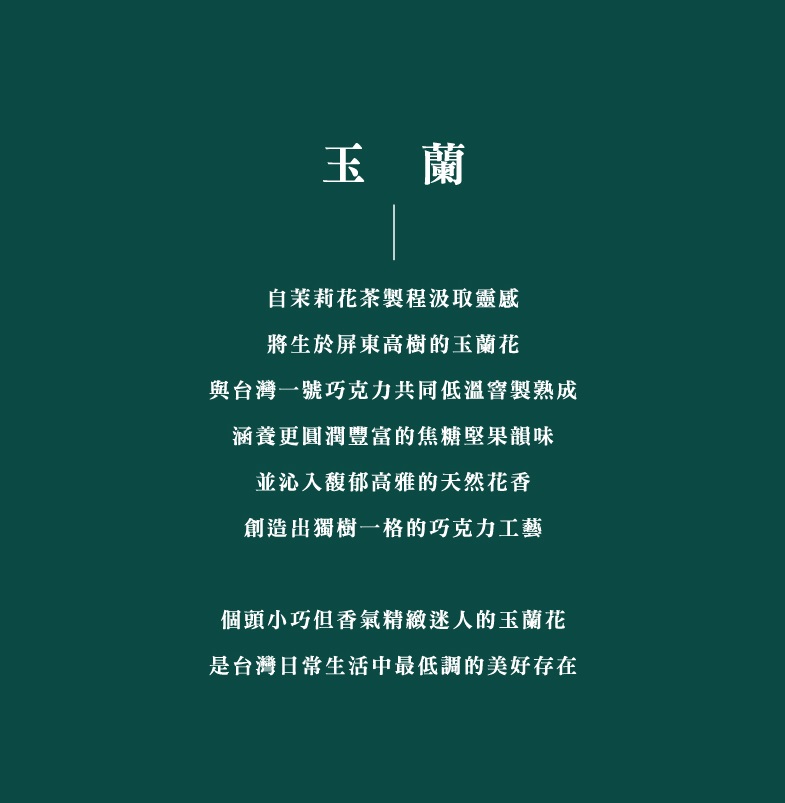 玉 蘭
自茉莉花茶製程汲取靈感
將生於屏東高樹的玉蘭花
與台灣一號巧克力共同低溫窨製熟成
涵養更圓潤豐富的焦糖堅果韻味
並沁入馥郁高雅的天然花香
創造出獨樹一格的巧克力工藝
個頭小巧但香氣精緻迷人的玉蘭花
是台灣日常生活中最低調的美好存在